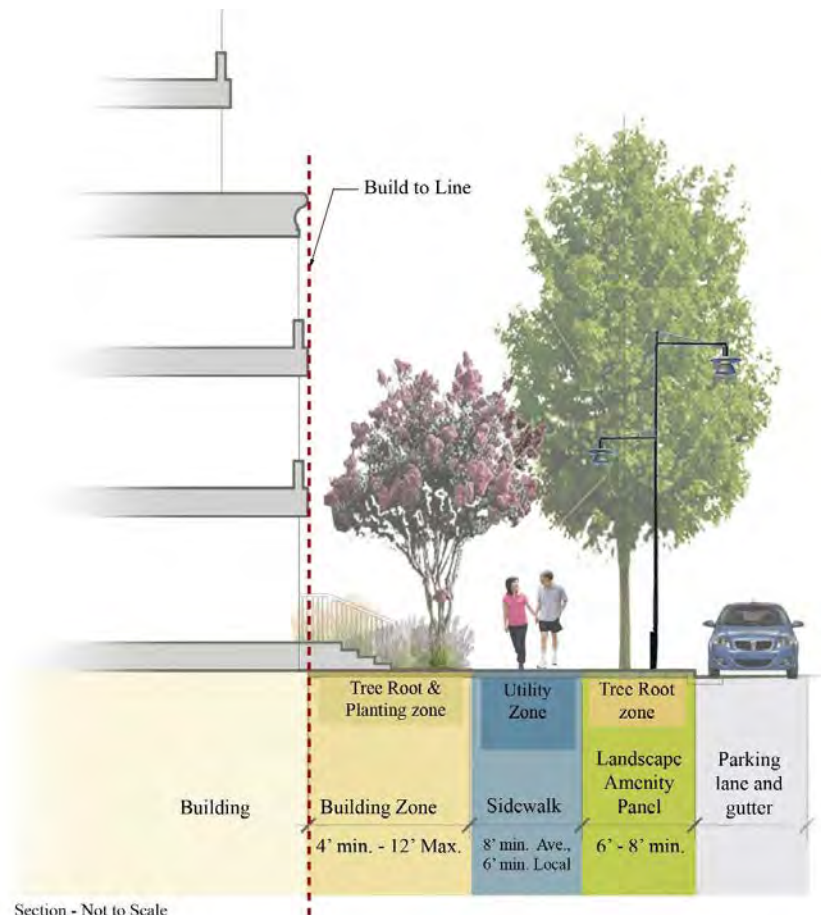 Build to Line
Tree Root &
Planting zone
Utility
Zone
Tree Root
zone
Building
Building Zone
Sidewalk
Landscape
Amenity
Panel
Parking
lane and
gutter
4’ min. - 12’ Max.
8’ min. Ave.,
6’ min. Local
6’ - 8’ min.
Section - Not to Scale